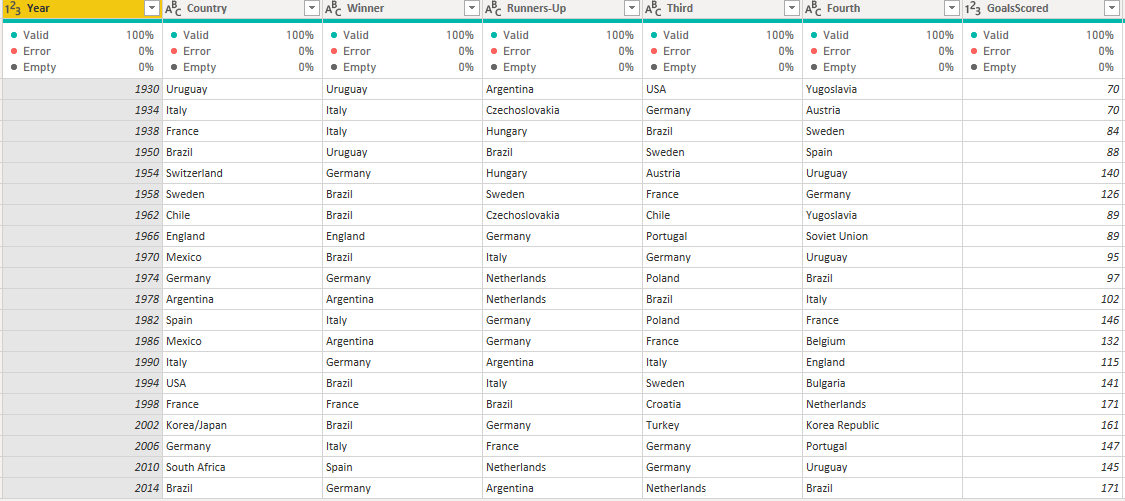 1²3 Year ABC Country ABC Winner ABC Runners-Up ABC Third ABC Fourth 1²3 GoalsScored
Valid 100% Valid 100% Valid 100% Valid 100% Valid 100% Valid 100% Valid 100%
Error 0% Error 0% Error 0% Error 0% Error 0% Error 0% Error 0%
Empty 0% Empty 0% Empty 0% Empty 0% Empty 0% Empty 0% Empty 0%
1930 Uruguay Uruguay Argentina USA Yugoslavia 70
1934 Italy Italy Czechoslovakia Germany Austria 70
1938 France Italy Hungary Brazil Sweden 84
1950 Brazil Uruguay Brazil Sweden Spain 88
1954 Switzerland Germany Hungary Austria Uruguay 140
1958 Sweden Brazil Sweden France Germany 126
1962 Chile Brazil Czechoslovakia Chile Yugoslavia 89
1966 England England Germany Portugal Soviet Union 89
1970 Mexico Brazil Italy Germany Uruguay 95
1974 Germany Germany Netherlands Poland Brazil 97
1978 Argentina Argentina Netherlands Brazil Italy 102
1982 Spain Italy Germany Poland France 146
1986 Mexico Argentina Germany France Belgium 132
1990 Italy Germany Argentina Italy England 115
1994 USA Brazil Italy Sweden Bulgaria 141
1998 France France Brazil Croatia Netherlands 171
2002 Korea/Japan Brazil Germany Turkey Korea Republic 161
2006 Germany Italy France Germany Portugal 147
2010 South Africa Spain Netherlands Germany Uruguay 145
2014 Brazil Germany Argentina Netherlands Brazil 171